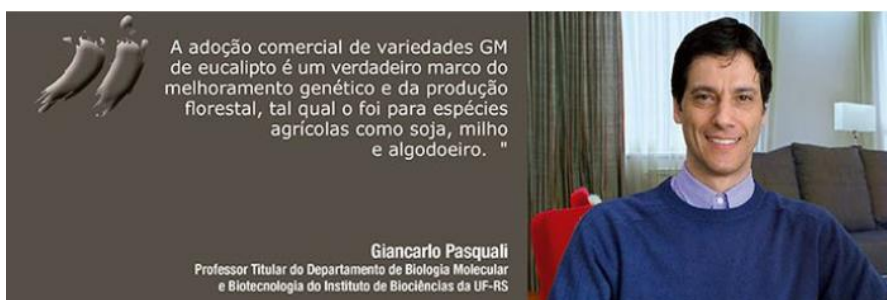 A adoção comercial de variedades GM
de eucalipto é um verdadeiro marco do
melhoramento genético e da produção
florestal, tal qual o foi para espécies
agrícolas como soja, milho
e algodoeiro. "
Giancarlo Pasquali
Professor Titular do Departamento de Biologia Molecular
e Biotecnologia do Instituto de Biociências da UF-RS